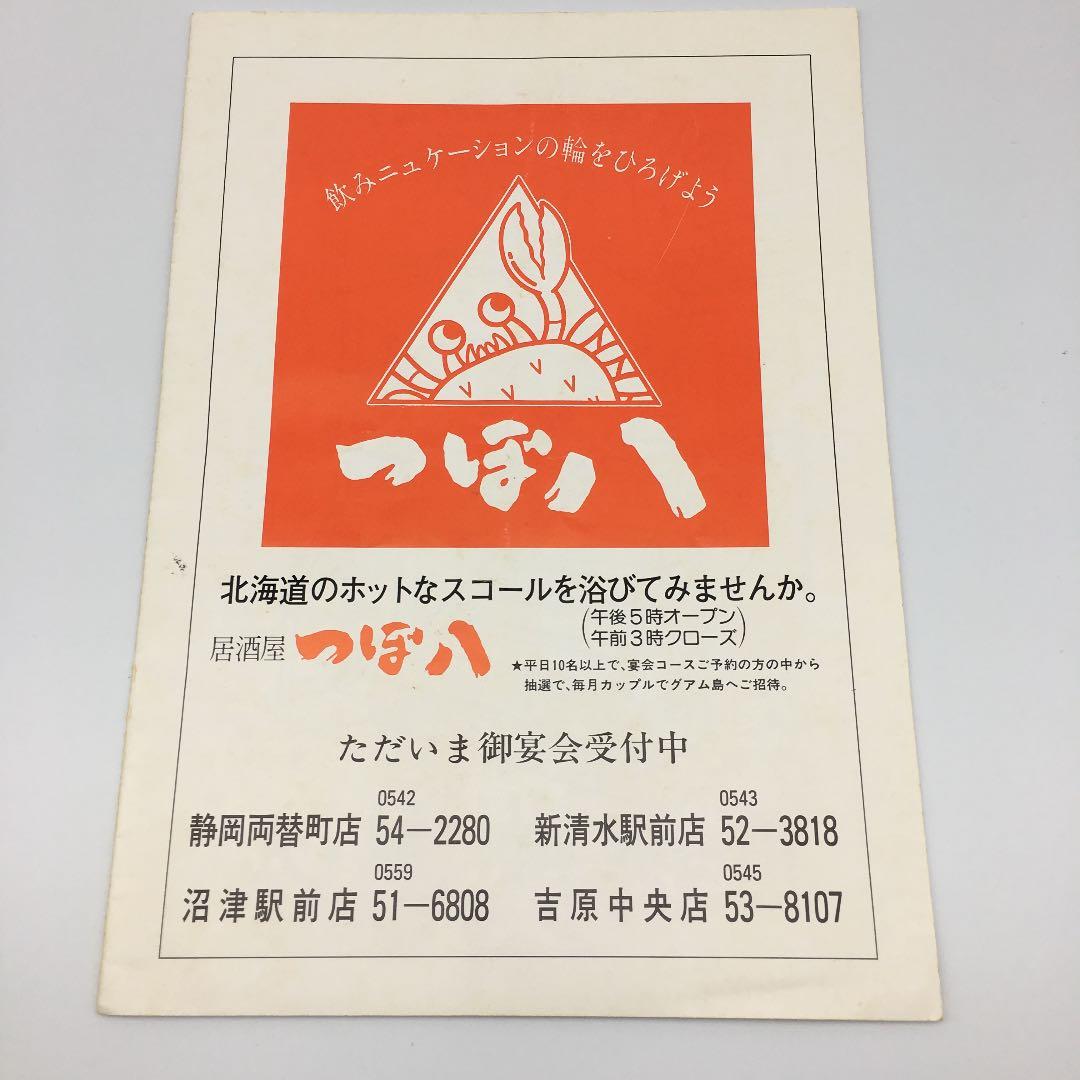 飲みニュケーションの輪をひろげよう
つぼ八
北海道のホットなスコールを浴びてみませんか。
(午後5時オープン
午前3時クローズ)
居酒屋 つぼ八
★平日10名以上で、宴会コースご予約の方の中から
抽選で、毎月カップルでグアム島へご招待。
ただいま御宴会受付中
静岡両替町店 0542 54-2280
新清水駅前店 0543 52-3818
沼津駅前店 0559 51-6808
吉原中央店 0545 53-8107